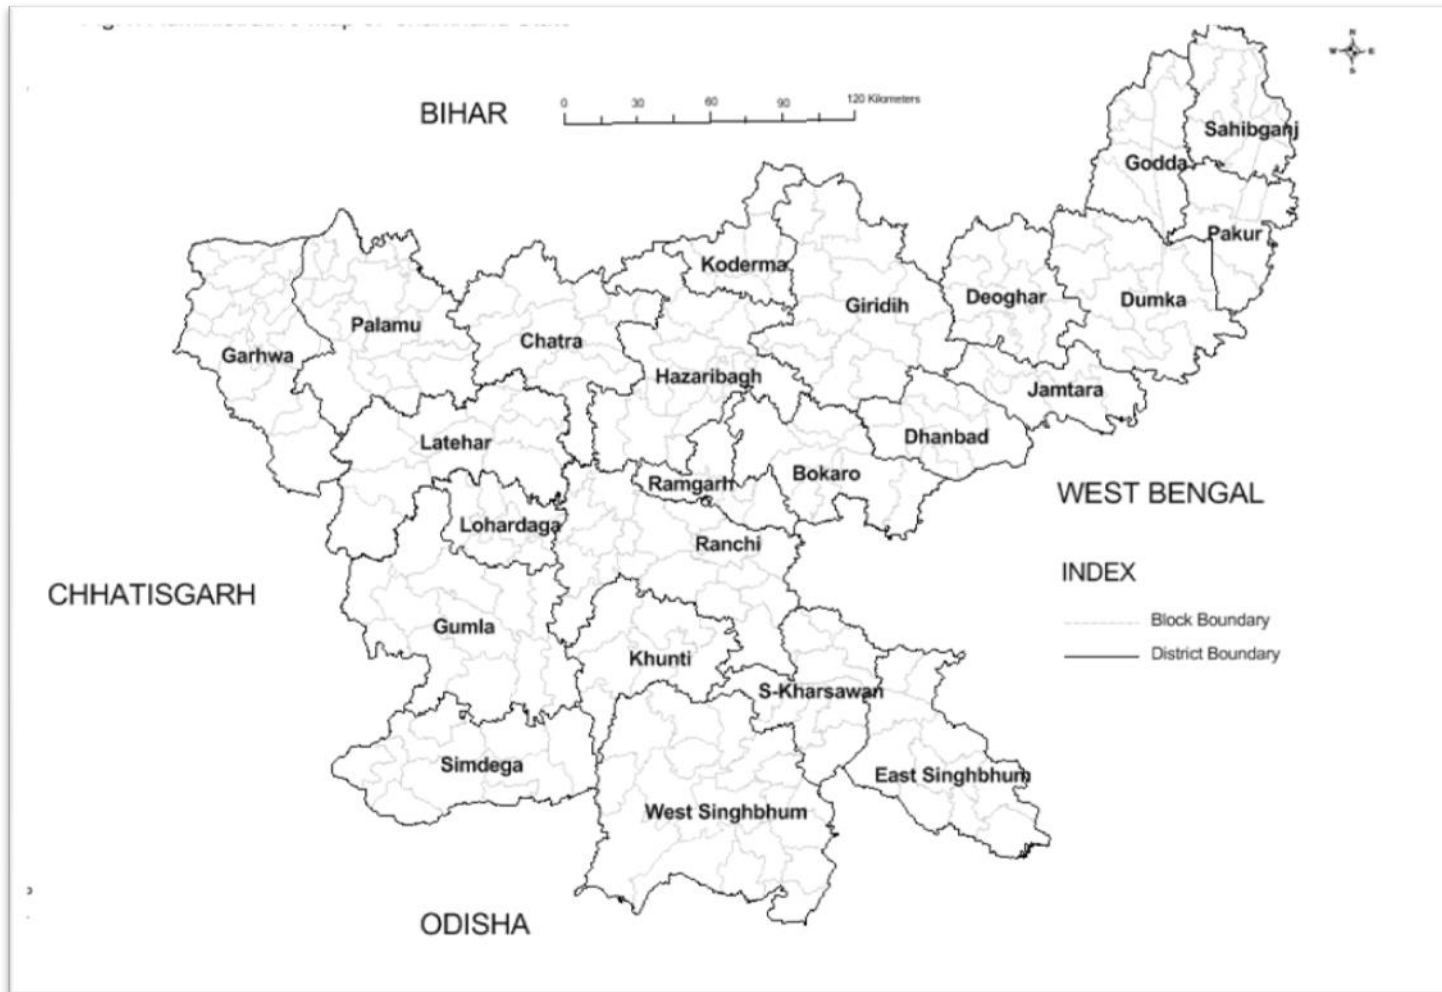 N
W E
S
BIHAR
0 30 60 90 120 Kilometers
Sahibganj
Godda
Pakur
Koderma
Giridih
Deoghar
Dumka
Palamu
Chatra
Garhwa
Hazaribagh
Jamtara
Latehar
Dhanbad
Bokaro
Ramgarh
WEST BENGAL
Lohardaga
Ranchi
INDEX
CHHATISGARH
Block Boundary
Gumla
District Boundary
Khunti
S-Kharsawan
Simdega
East Singhbhum
West Singhbhum
ODISHA